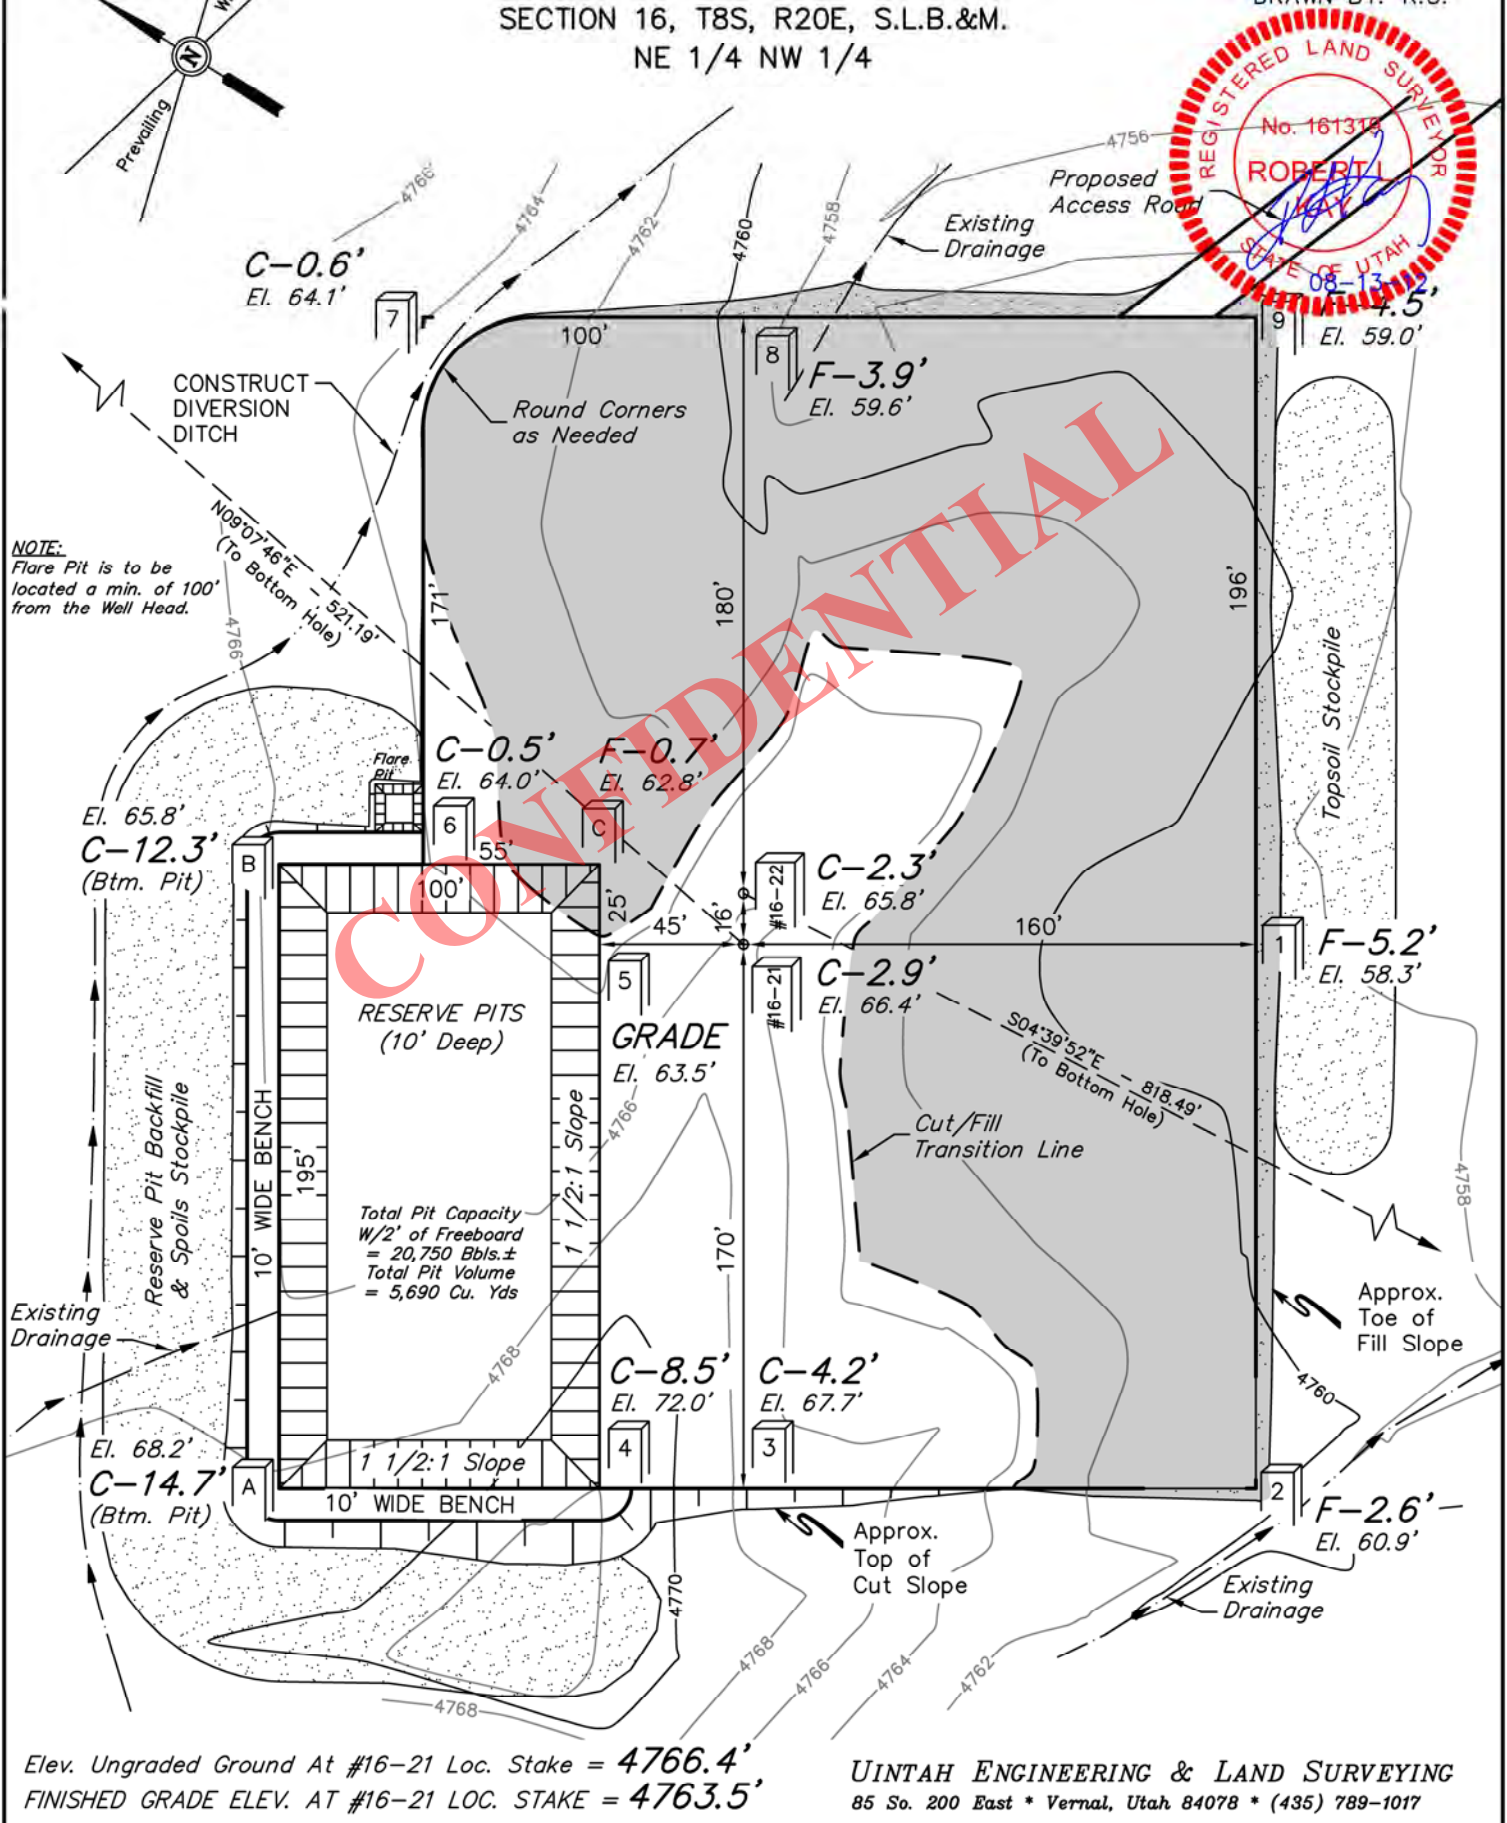 SECTION 16, T8S, R20E, S.L.B.&M.
NE 1/4 NW 1/4
N
Prevailing
REGISTERED LAND SURVEYOR
No. 161319
ROBERT L.
KAY
STATE OF UTAH
08-13-12
4766
4764
4762
4760
4758
4756
Proposed
Access Road
Existing
Drainage
C-0.6'
El. 64.1'
7
100'
8
F-3.9'
El. 59.6'
9
El. 59.0'
CONSTRUCT
DIVERSION
DITCH
Round Corners
as Needed
N09°07'46"E - 521.19'
(To Bottom Hole)
NOTE:
Flare Pit is to be
located a min. of 100'
from the Well Head.
4766
171'
180'
196'
Topsoil Stockpile
CONFIDENTIAL
Flare
Pit
C-0.5'
El. 64.0'
F-0.7'
El. 62.8'
6
C
55'
El. 65.8'
C-12.3'
(Btm. Pit)
B
100'
25'
45'
16'
#16-22
C-2.3'
El. 65.8'
160'
1
F-5.2'
El. 58.3'
5
#16-21
C-2.9'
El. 66.4'
RESERVE PITS
(10' Deep)
GRADE
El. 63.5'
S04°39'52"E - 818.49'
(To Bottom Hole)
Reserve Pit Backfill
& Spoils Stockpile
10' WIDE BENCH
195'
1 1/2:1 Slope
4766
Cut/Fill
Transition Line
4758
Total Pit Capacity
W/2' of Freeboard
= 20,750 Bbls.±
Total Pit Volume
= 5,690 Cu. Yds
170'
Existing
Drainage
Approx.
Toe of
Fill Slope
4768
C-8.5'
El. 72.0'
C-4.2'
El. 67.7'
4760
4
3
El. 68.2'
C-14.7'
(Btm. Pit)
A
1 1/2:1 Slope
10' WIDE BENCH
2
F-2.6'
El. 60.9'
Approx.
Top of
Cut Slope
Existing
Drainage
4770
4768
4768
4766
4764
4762
Elev. Ungraded Ground At #16-21 Loc. Stake = 4766.4'
FINISHED GRADE ELEV. AT #16-21 LOC. STAKE = 4763.5'
UINTAH ENGINEERING & LAND SURVEYING
85 So. 200 East * Vernal, Utah 84078 * (435) 789-1017